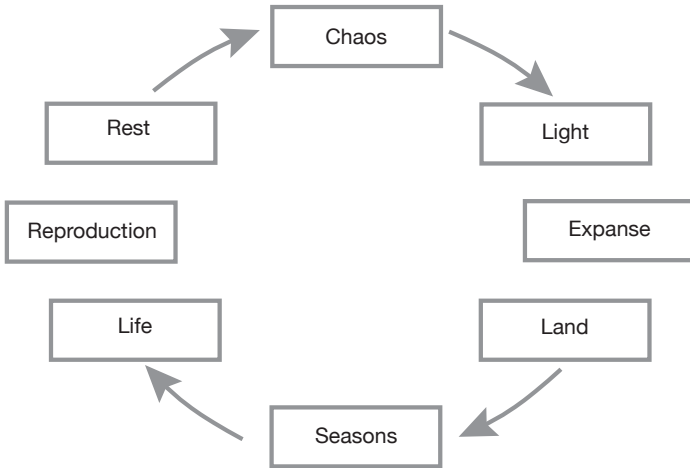 Chaos
Light
Expanse
Land
Seasons
Life
Reproduction
Rest